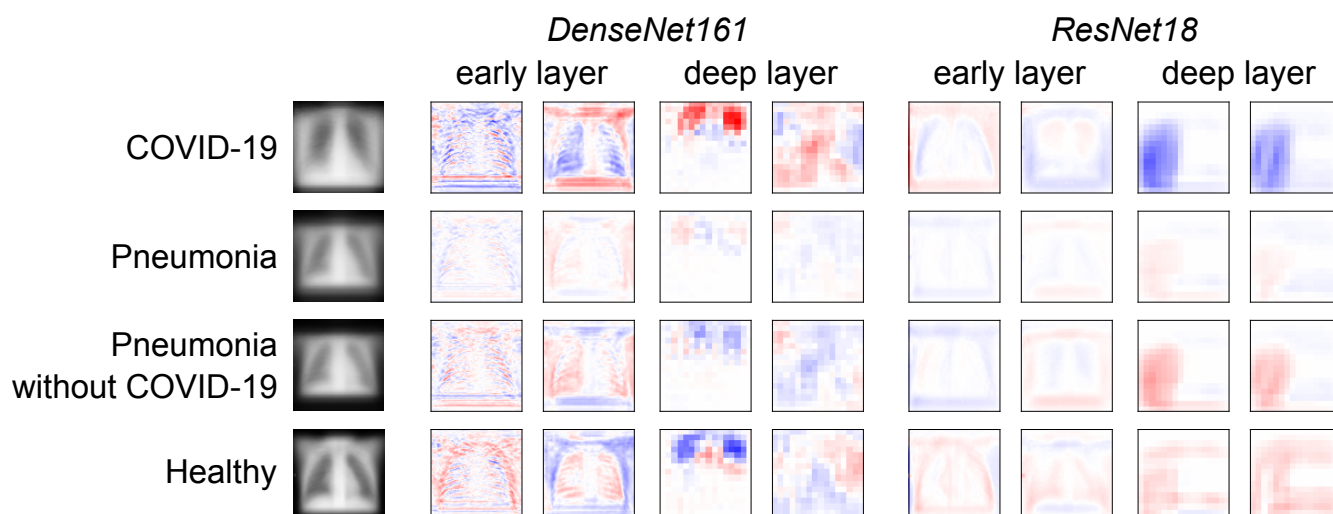 DenseNet161 ResNet18
early layer deep layer early layer deep layer
COVID-19
Pneumonia
Pneumonia
without COVID-19
Healthy